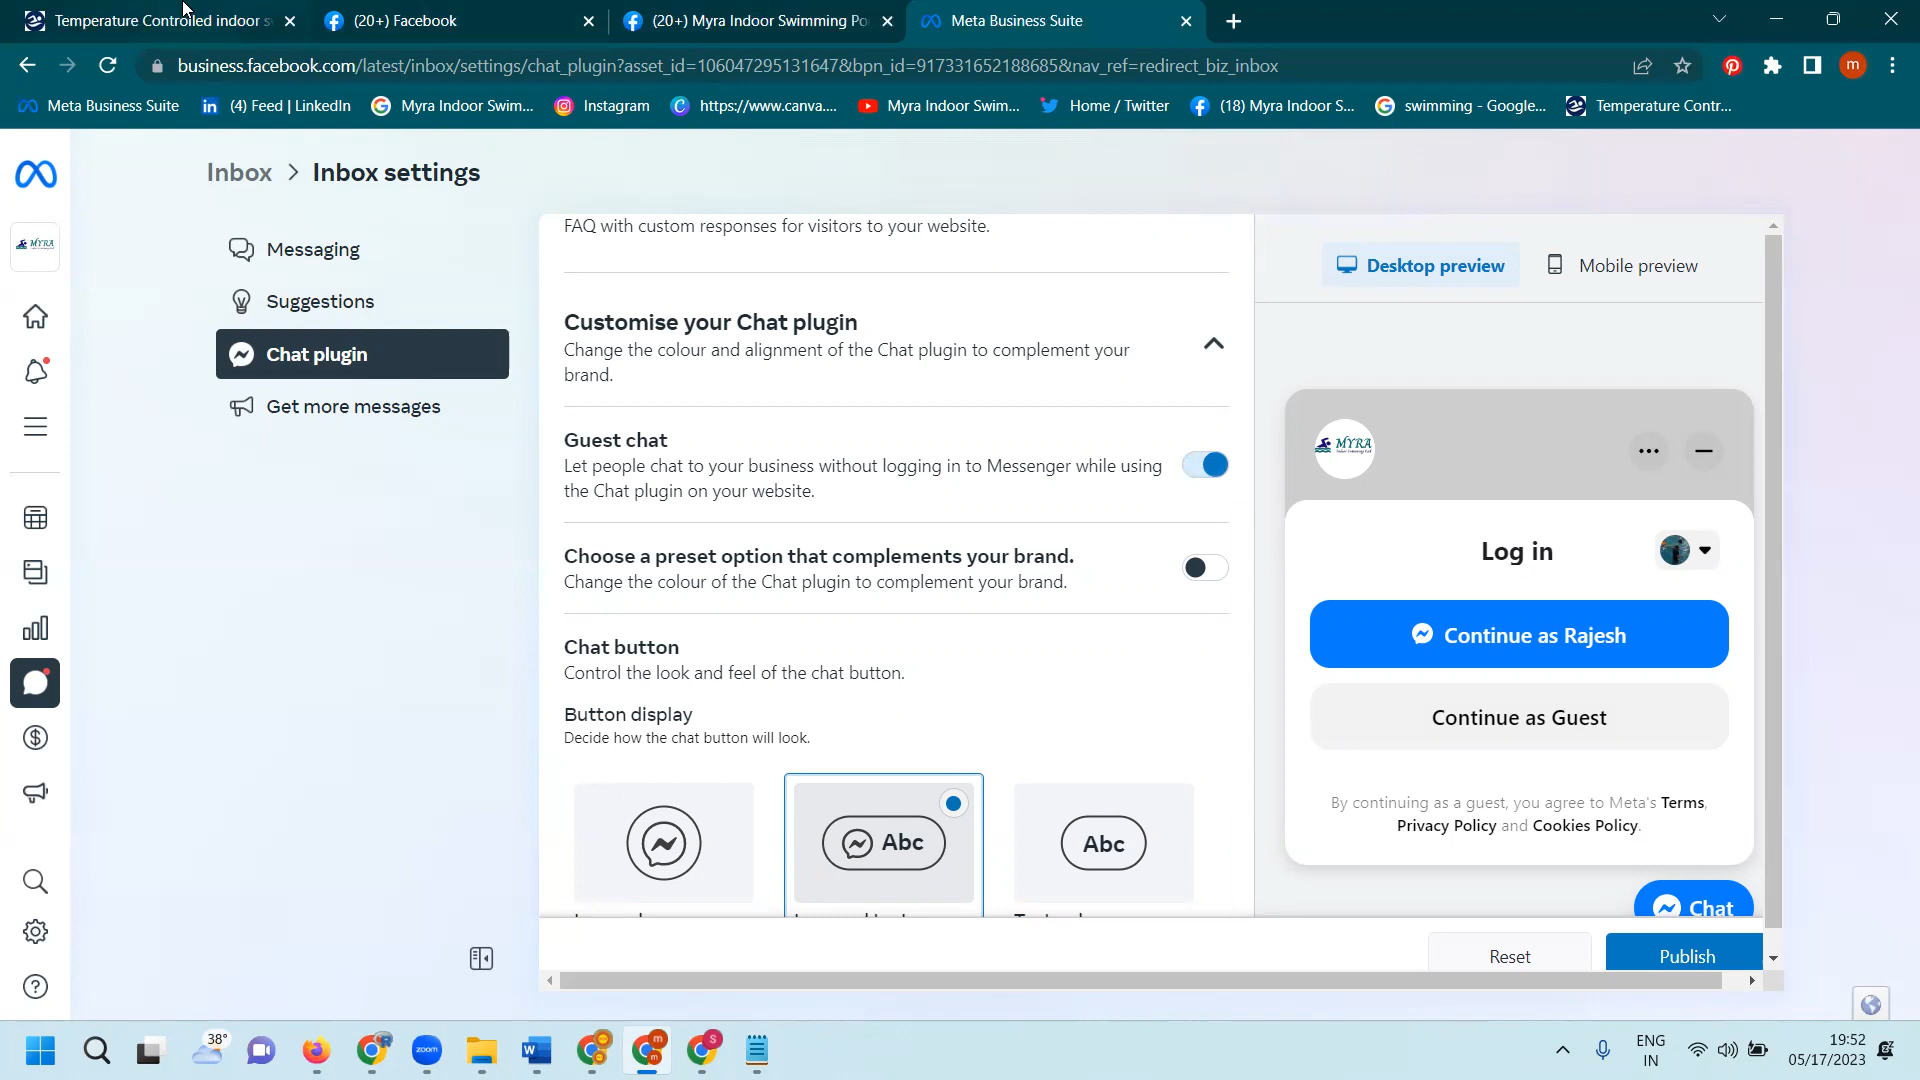 Temperature Controlled indoor s
(20+) Facebook
(20+) Myra Indoor Swimming Po
Meta Business Suite
business.facebook.com/latest/inbox/settings/chat_plugin?asset_id=106047295131647&bpn_id=917331652188685&nav_ref=redirect_biz_inbox
m
Meta Business Suite
(4) Feed | LinkedIn
Myra Indoor Swim...
Instagram
https://www.canva....
Myra Indoor Swim...
Home / Twitter
(18) Myra Indoor S...
swimming - Google...
Temperature Contr...
Inbox > Inbox settings
Messaging
Suggestions
Chat plugin
Get more messages
MYRA
FAQ with custom responses for visitors to your website.
Customise your Chat plugin
Change the colour and alignment of the Chat plugin to complement your
brand.
Guest chat
Let people chat to your business without logging in to Messenger while using
the Chat plugin on your website.
Choose a preset option that complements your brand.
Change the colour of the Chat plugin to complement your brand.
Chat button
Control the look and feel of the chat button.
Button display
Decide how the chat button will look.
Abc
Abc
Desktop preview
Mobile preview
MYRA
Log in
Continue as Rajesh
Continue as Guest
By continuing as a guest, you agree to Meta's Terms,
Privacy Policy and Cookies Policy.
Chat
Reset
Publish
38°
zoom
ENG
IN
19:52
05/17/2023